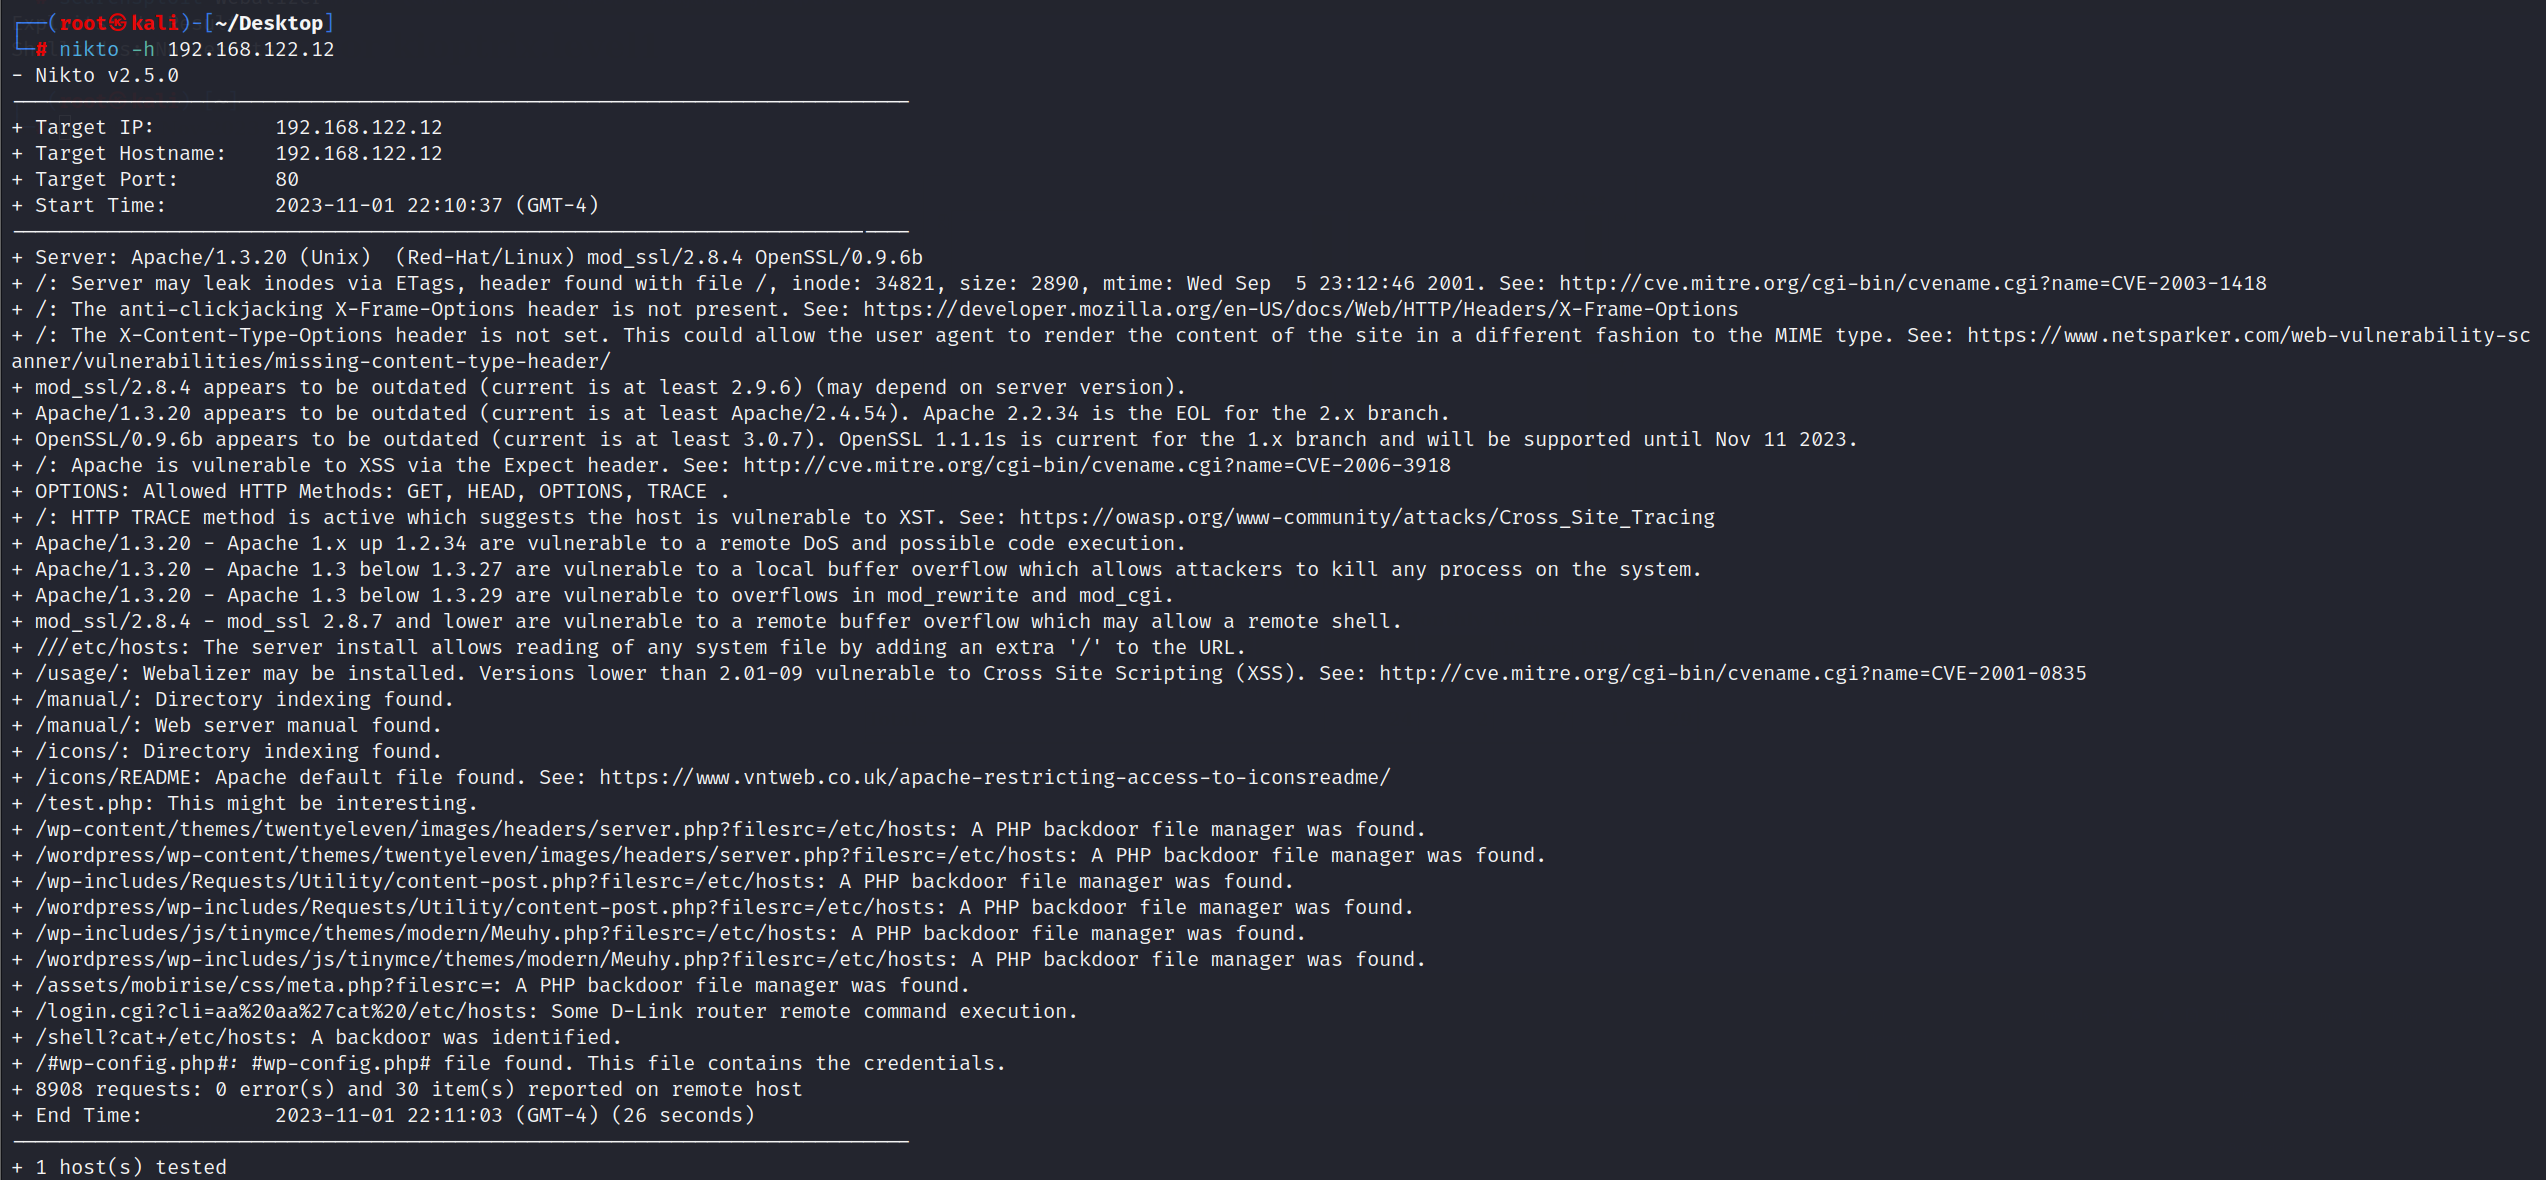 ┌──(root㉿kali)-[~/Desktop]
└─# nikto -h 192.168.122.12
- Nikto v2.5.0
---------------------------------------------------------------------------
+ Target IP:          192.168.122.12
+ Target Hostname:    192.168.122.12
+ Target Port:        80
+ Start Time:         2023-11-01 22:10:37 (GMT-4)
---------------------------------------------------------------------------
+ Server: Apache/1.3.20 (Unix)  (Red-Hat/Linux) mod_ssl/2.8.4 OpenSSL/0.9.6b
+ /: Server may leak inodes via ETags, header found with file /, inode: 34821, size: 2890, mtime: Wed Sep  5 23:12:46 2001. See: http://cve.mitre.org/cgi-bin/cvename.cgi?name=CVE-2003-1418
+ /: The anti-clickjacking X-Frame-Options header is not present. See: https://developer.mozilla.org/en-US/docs/Web/HTTP/Headers/X-Frame-Options
+ /: The X-Content-Type-Options header is not set. This could allow the user agent to render the content of the site in a different fashion to the MIME type. See: https://www.netsparker.com/web-vulnerability-sc
anner/vulnerabilities/missing-content-type-header/
+ mod_ssl/2.8.4 appears to be outdated (current is at least 2.9.6) (may depend on server version).
+ Apache/1.3.20 appears to be outdated (current is at least Apache/2.4.54). Apache 2.2.34 is the EOL for the 2.x branch.
+ OpenSSL/0.9.6b appears to be outdated (current is at least 3.0.7). OpenSSL 1.1.1s is current for the 1.x branch and will be supported until Nov 11 2023.
+ /: Apache is vulnerable to XSS via the Expect header. See: http://cve.mitre.org/cgi-bin/cvename.cgi?name=CVE-2006-3918
+ OPTIONS: Allowed HTTP Methods: GET, HEAD, OPTIONS, TRACE .
+ /: HTTP TRACE method is active which suggests the host is vulnerable to XST. See: https://owasp.org/www-community/attacks/Cross_Site_Tracing
+ Apache/1.3.20 - Apache 1.x up 1.2.34 are vulnerable to a remote DoS and possible code execution.
+ Apache/1.3.20 - Apache 1.3 below 1.3.27 are vulnerable to a local buffer overflow which allows attackers to kill any process on the system.
+ Apache/1.3.20 - Apache 1.3 below 1.3.29 are vulnerable to overflows in mod_rewrite and mod_cgi.
+ mod_ssl/2.8.4 - mod_ssl 2.8.7 and lower are vulnerable to a remote buffer overflow which may allow a remote shell.
+ ///etc/hosts: The server install allows reading of any system file by adding an extra '/' to the URL.
+ /usage/: Webalizer may be installed. Versions lower than 2.01-09 vulnerable to Cross Site Scripting (XSS). See: http://cve.mitre.org/cgi-bin/cvename.cgi?name=CVE-2001-0835
+ /manual/: Directory indexing found.
+ /manual/: Web server manual found.
+ /icons/: Directory indexing found.
+ /icons/README: Apache default file found. See: https://www.vntweb.co.uk/apache-restricting-access-to-iconsreadme/
+ /test.php: This might be interesting.
+ /wp-content/themes/twentyeleven/images/headers/server.php?filesrc=/etc/hosts: A PHP backdoor file manager was found.
+ /wordpress/wp-content/themes/twentyeleven/images/headers/server.php?filesrc=/etc/hosts: A PHP backdoor file manager was found.
+ /wp-includes/Requests/Utility/content-post.php?filesrc=/etc/hosts: A PHP backdoor file manager was found.
+ /wordpress/wp-includes/Requests/Utility/content-post.php?filesrc=/etc/hosts: A PHP backdoor file manager was found.
+ /wp-includes/js/tinymce/themes/modern/Meuhy.php?filesrc=/etc/hosts: A PHP backdoor file manager was found.
+ /wordpress/wp-includes/js/tinymce/themes/modern/Meuhy.php?filesrc=/etc/hosts: A PHP backdoor file manager was found.
+ /assets/mobirise/css/meta.php?filesrc=: A PHP backdoor file manager was found.
+ /login.cgi?cli=aa%20aa%27cat%20/etc/hosts: Some D-Link router remote command execution.
+ /shell?cat+/etc/hosts: A backdoor was identified.
+ /#wp-config.php#: #wp-config.php# file found. This file contains the credentials.
+ 8908 requests: 0 error(s) and 30 item(s) reported on remote host
+ End Time:           2023-11-01 22:11:03 (GMT-4) (26 seconds)
---------------------------------------------------------------------------
+ 1 host(s) tested